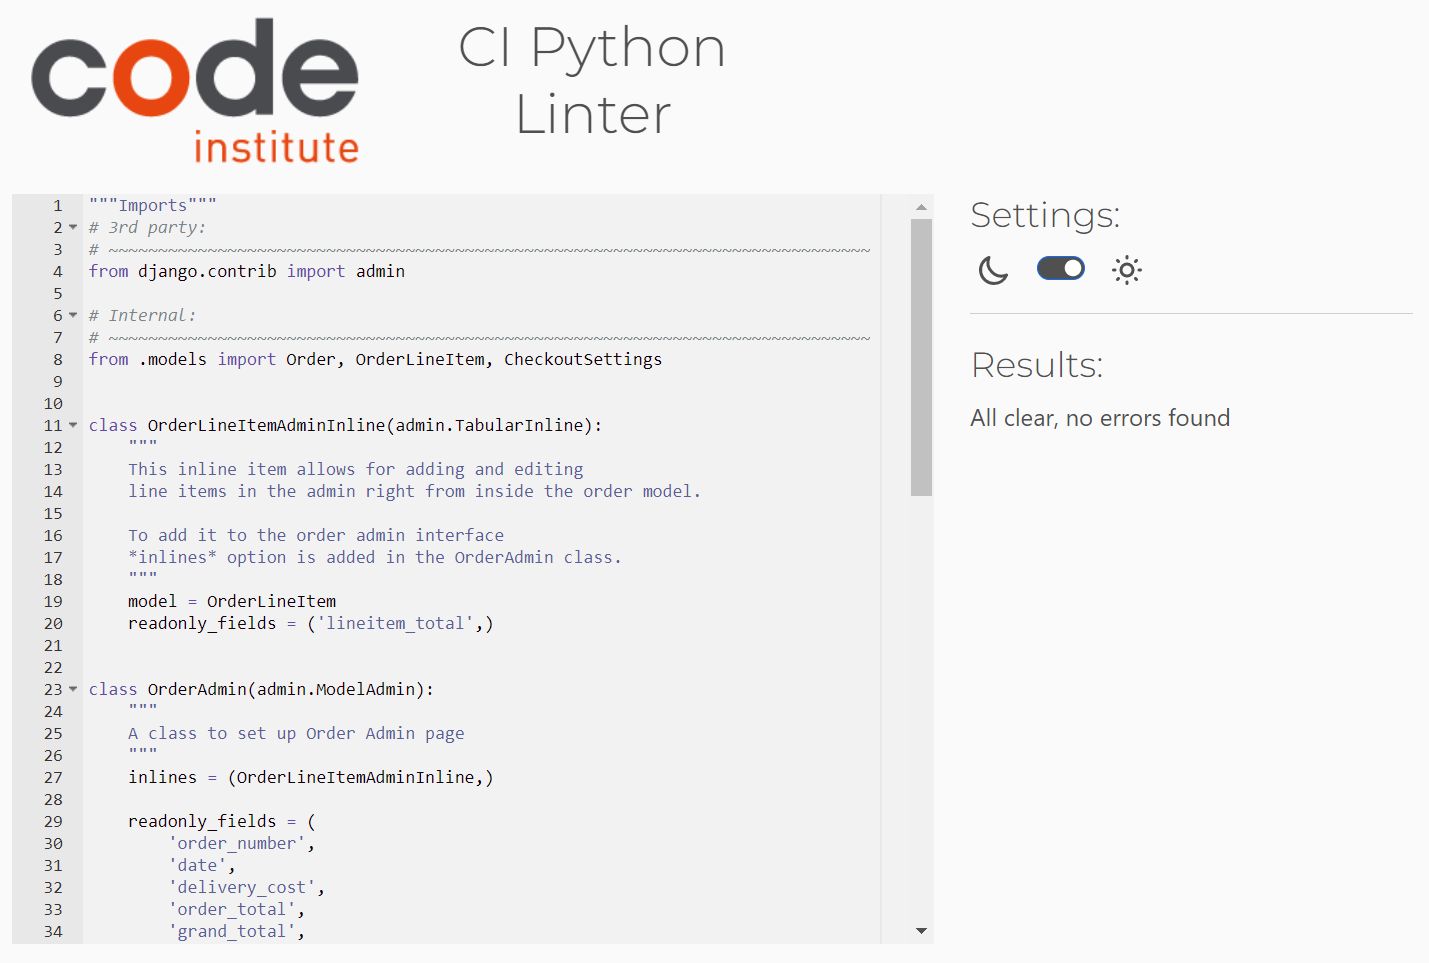 code
institute
CI Python
Linter
1 """Imports"""
2 # 3rd party:
3 # ~~~~~~~~~~~~~~~~~~~~~~~~~~~~~~~~~~~~~~~~~~~~~~~~~~~~~~~~~~~~~~~~~~~~~~~~~~~~~
4 from django.contrib import admin
5
6 # Internal:
7 # ~~~~~~~~~~~~~~~~~~~~~~~~~~~~~~~~~~~~~~~~~~~~~~~~~~~~~~~~~~~~~~~~~~~~~~~~~~~~~
8 from .models import Order, OrderLineItem, CheckoutSettings
9
10
11 class OrderLineItemAdminInline(admin.TabularInline):
12     """
13     This inline item allows for adding and editing
14     line items in the admin right from inside the order model.
15
16     To add it to the order admin interface
17     *inlines* option is added in the OrderAdmin class.
18     """
19     model = OrderLineItem
20     readonly_fields = ('lineitem_total',)
21
22
23 class OrderAdmin(admin.ModelAdmin):
24     """
25     A class to set up Order Admin page
26     """
27     inlines = (OrderLineItemAdminInline,)
28
29     readonly_fields = (
30         'order_number',
31         'date',
32         'delivery_cost',
33         'order_total',
34         'grand_total',
Settings:
Results:
All clear, no errors found